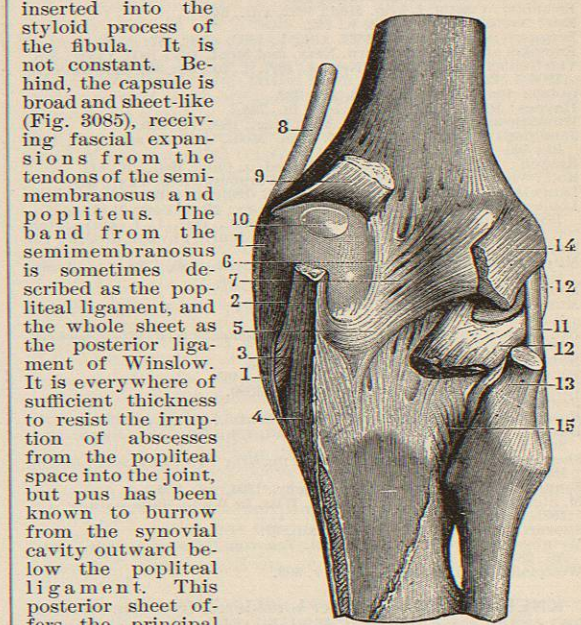 inserted into the
styloid process of
the fibula. It is
not constant. Be-
hind, the capsule is
broad and sheet-like
(Fig. 3085), receiv-
ing fascial expan-
sions from the
tendons of the semi-
membranosus and
popliteus. The
band from the
semimembranosus
is sometimes de-
scribed as the pop-
liteal ligament, and
the whole sheet as
the posterior liga-
ment of Winslow.
It is everywhere of
sufficient thickness
to resist the irrup-
tion of abscesses
from the popliteal
space into the joint,
but pus has been
known to burrow
from the synovial
cavity outward be-
low the popliteal
ligament. This
posterior sheet of-
fers the principal
8
9
10
1
6
7
2
5
3
1
4
14
12
11
12
13
15